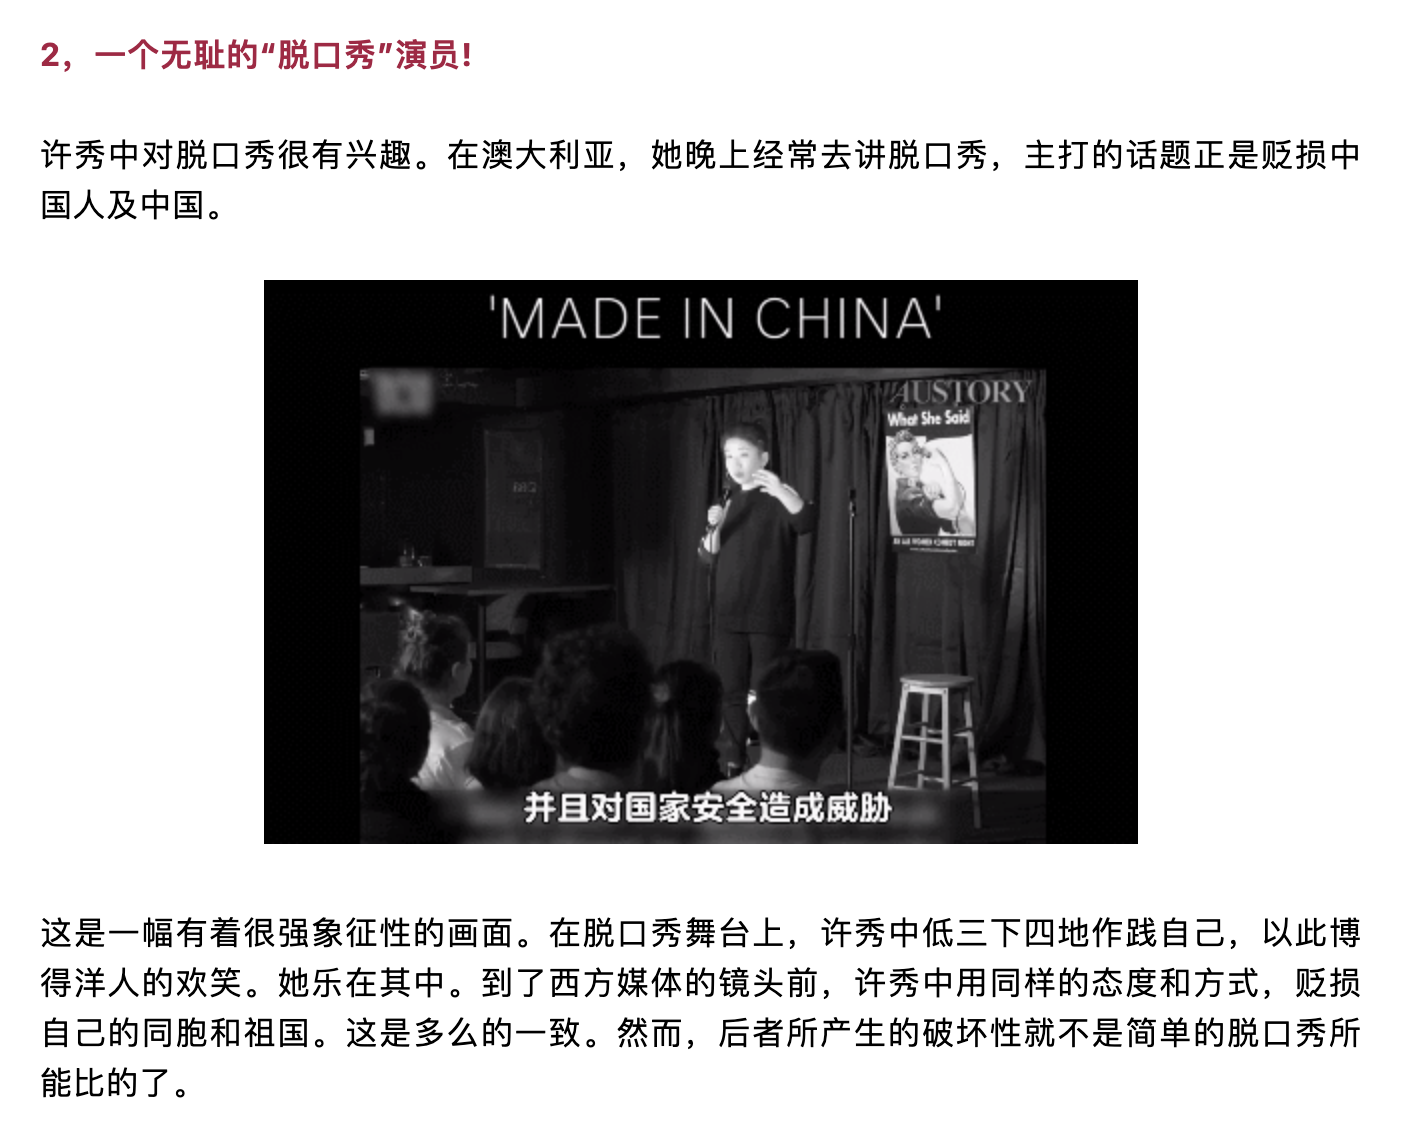 2，一个无耻的“脱口秀”演员!
许秀中对脱口秀很有兴趣。在澳大利亚，她晚上经常去讲脱口秀，主打的话题正是贬损中
国人及中国。
'MADE IN CHINA'
AUSTORY
What She Said
BBQ
并且对国家安全造成威胁
这是一幅有着很强象征性的画面。在脱口秀舞台上，许秀中低三下四地作践自己，以此博
得洋人的欢笑。她乐在其中。到了西方媒体的镜头前，许秀中用同样的态度和方式，贬损
自己的同胞和祖国。这是多么的一致。然而，后者所产生的破坏性就不是简单的脱口秀所
能比的了。